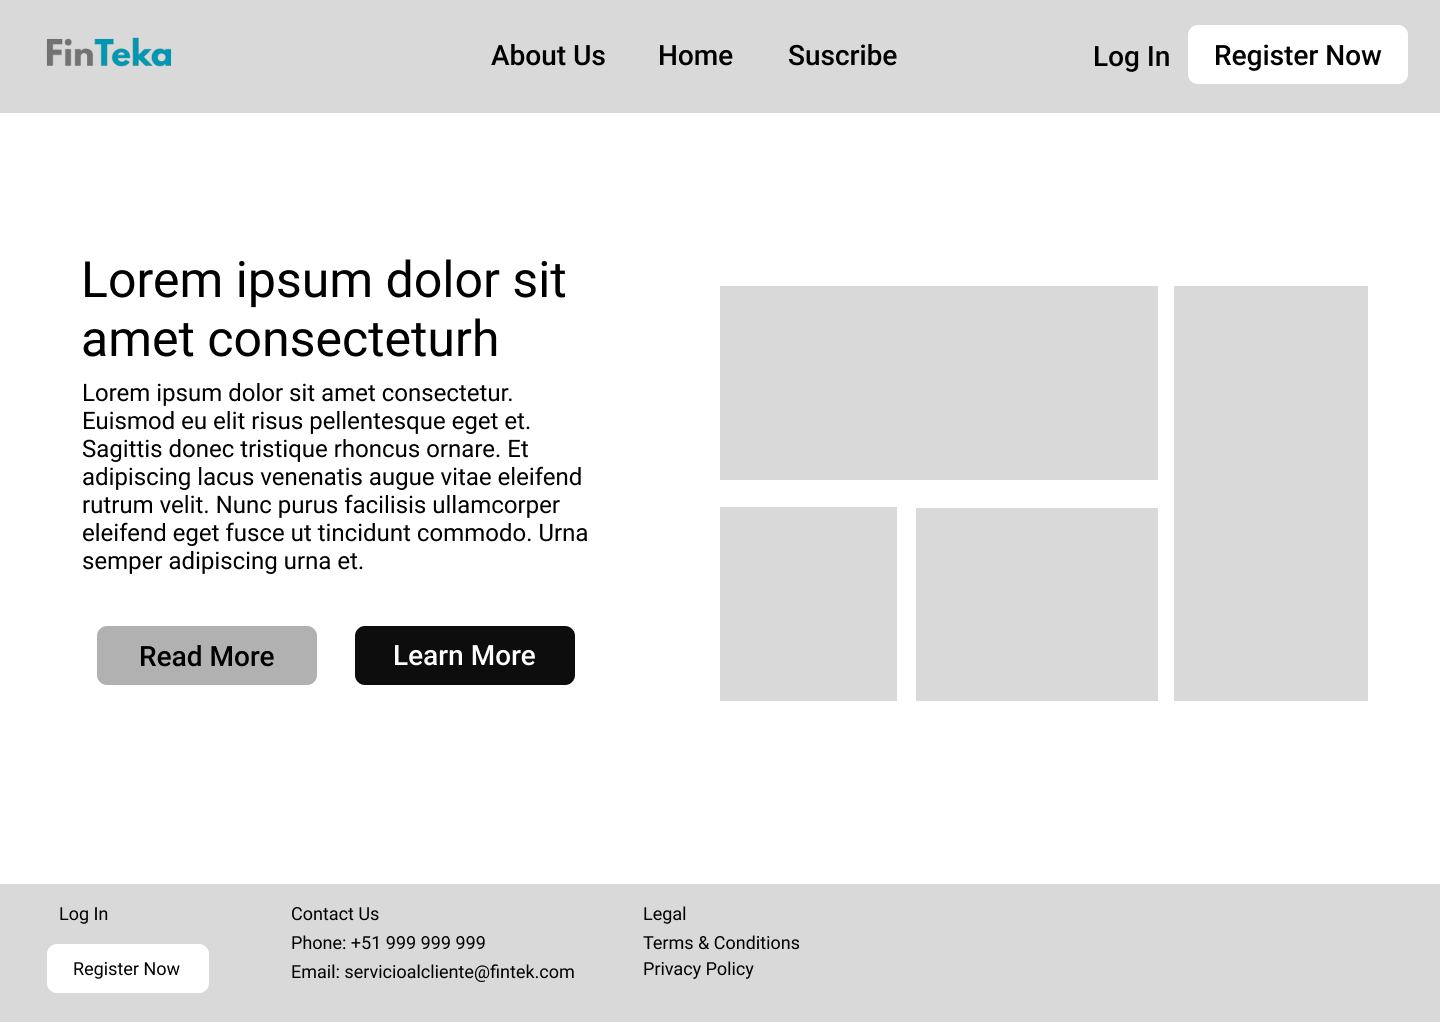 FinTeka
About Us
Home
Suscribe
Log In
Register Now
Lorem ipsum dolor sit
amet consecteturh
Lorem ipsum dolor sit amet consectetur.
Euismod eu elit risus pellentesque eget et.
Sagittis donec tristique rhoncus ornare. Et
adipiscing lacus venenatis augue vitae eleifend
rutrum velit. Nunc purus facilisis ullamcorper
eleifend eget fusce ut tincidunt commodo. Urna
semper adipiscing urna et.
Read More
Learn More
Log In
Register Now
Contact Us
Phone: +51 999 999 999
Email: servicioalcliente@fintek.com
Legal
Terms & Conditions
Privacy Policy